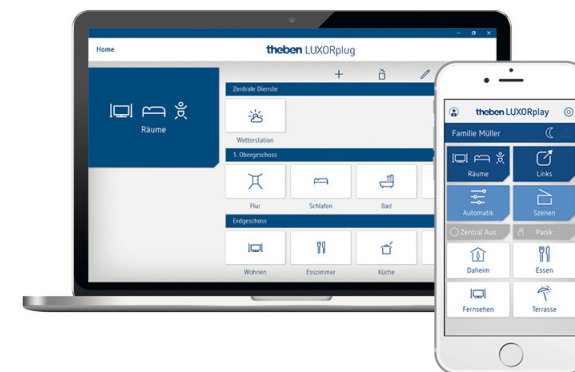 Home
theben LUXORplug
Räume
Zentrale Dienste
Wetterstation
1. Obergeschoss
Flur
Schlafen
Bad
Erdgeschoss
Wohnen
Esszimmer
Küche
theben LUXORplay
Familie Müller
Räume
Links
Automatik
Szenen
Zentral Aus
Panik
Daheim
Essen
Fernsehen
Terrasse